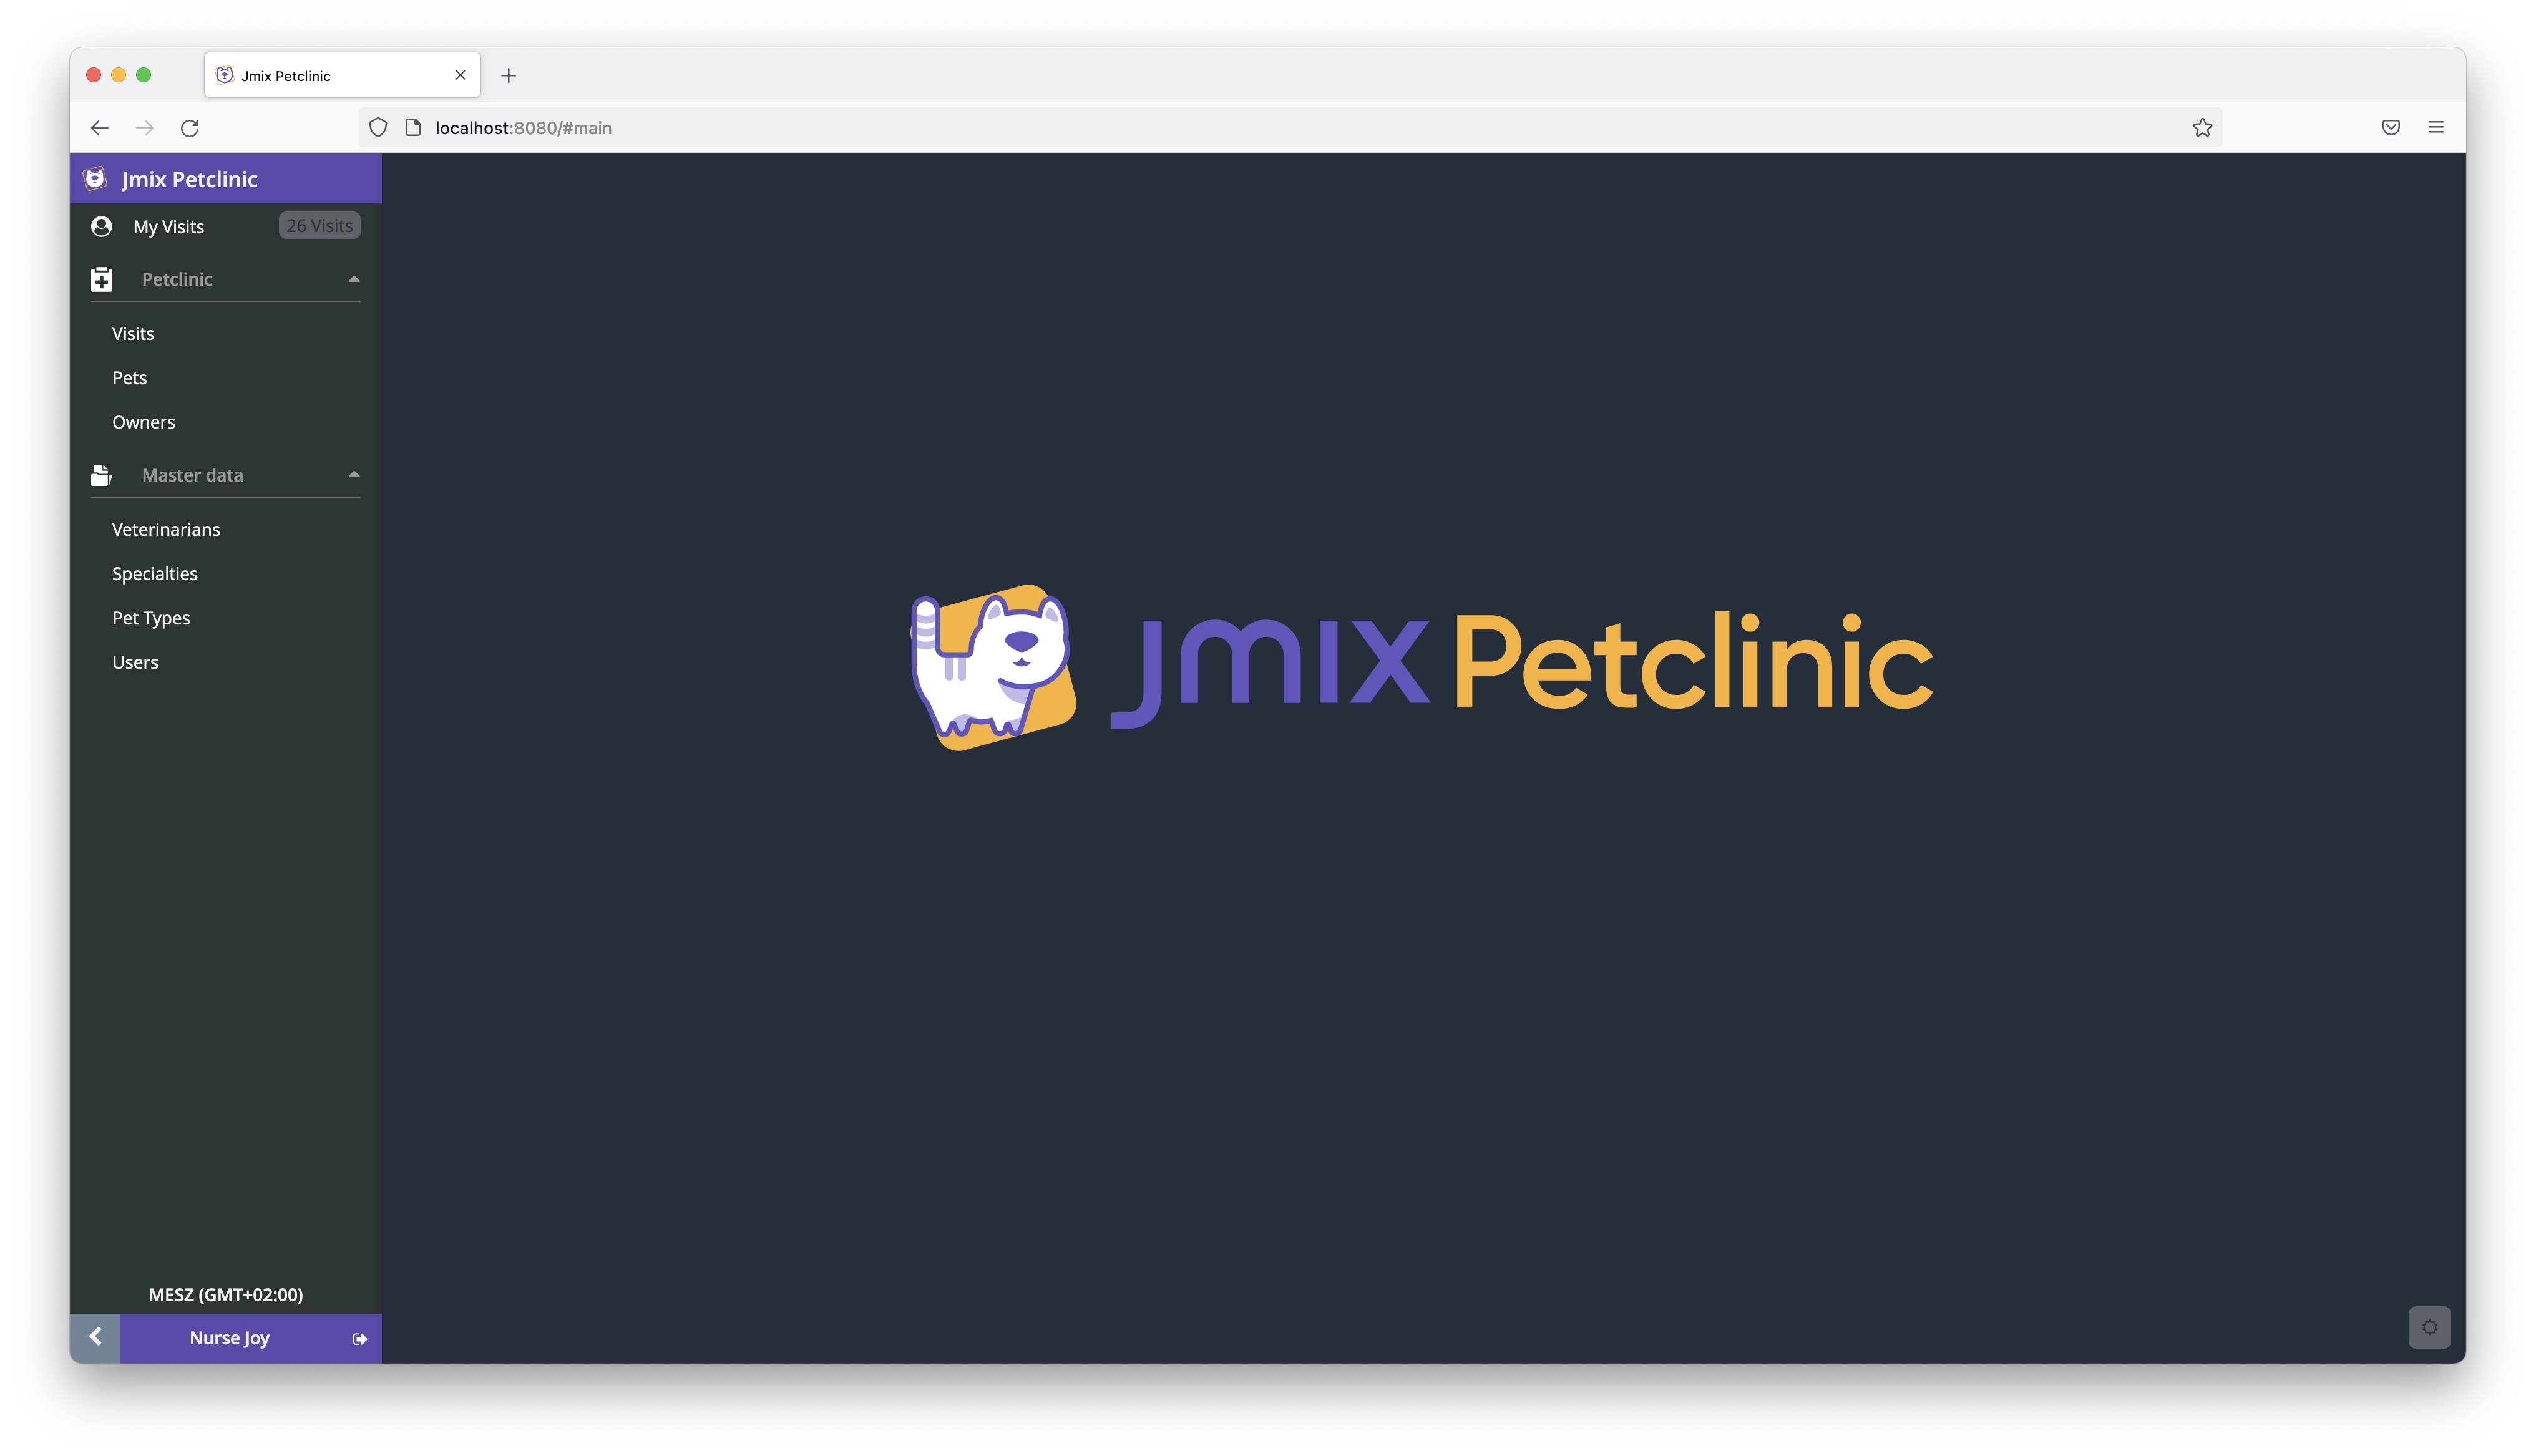 Jmix Petclinic
localhost:8080/#main
Jmix Petclinic
My Visits 26 Visits
Petclinic
Visits
Pets
Owners
Master data
Veterinarians
Specialties
Pet Types
Users
Jmix Petclinic
MESZ (GMT+02:00)
Nurse Joy